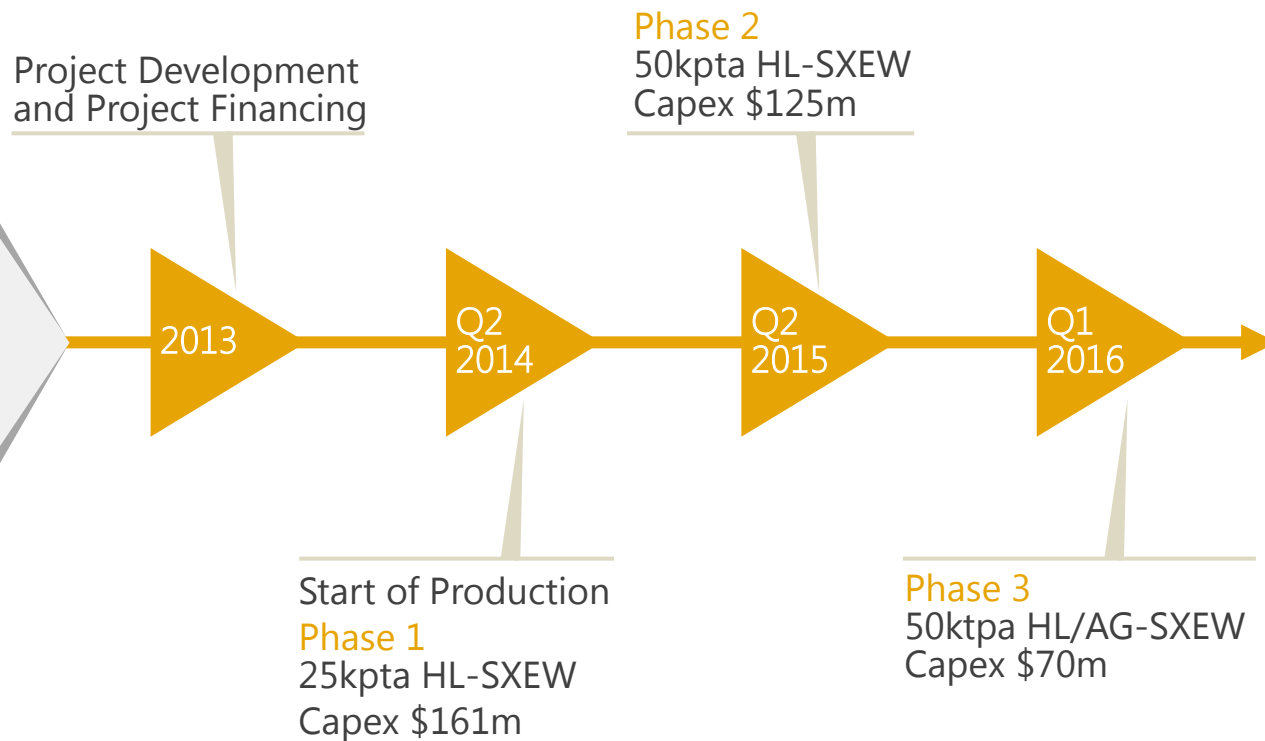 Project Development
and Project Financing
Phase 2
50kpta HL-SXEW
Capex $125m
2013
Q2
2014
Q2
2015
Q1
2016
Start of Production
Phase 1
25kpta HL-SXEW
Capex $161m
Phase 3
50ktpa HL/AG-SXEW
Capex $70m